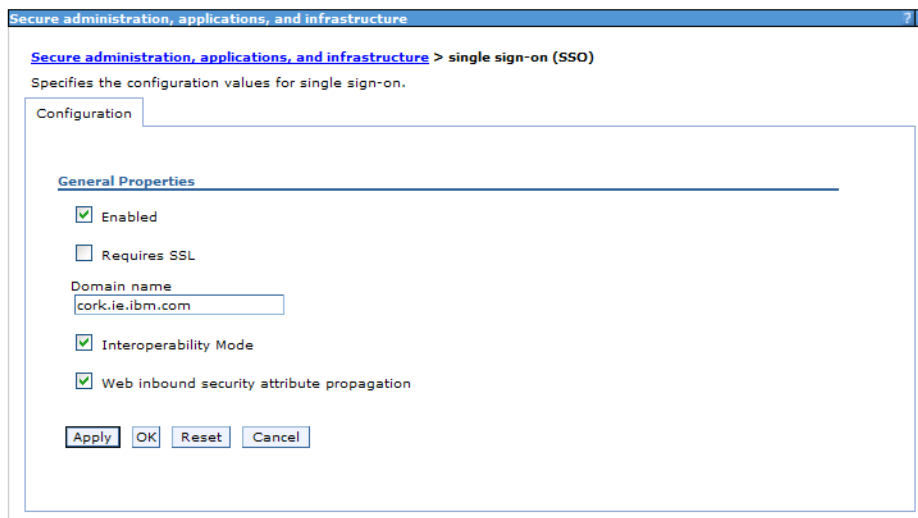 Secure administration, applications, and infrastructure ?
Secure administration, applications, and infrastructure > single sign-on (SSO)
Specifies the configuration values for single sign-on.
Configuration
General Properties
Enabled
Requires SSL
Domain name
cork.ie.ibm.com
Interoperability Mode
Web inbound security attribute propagation
Apply OK Reset Cancel